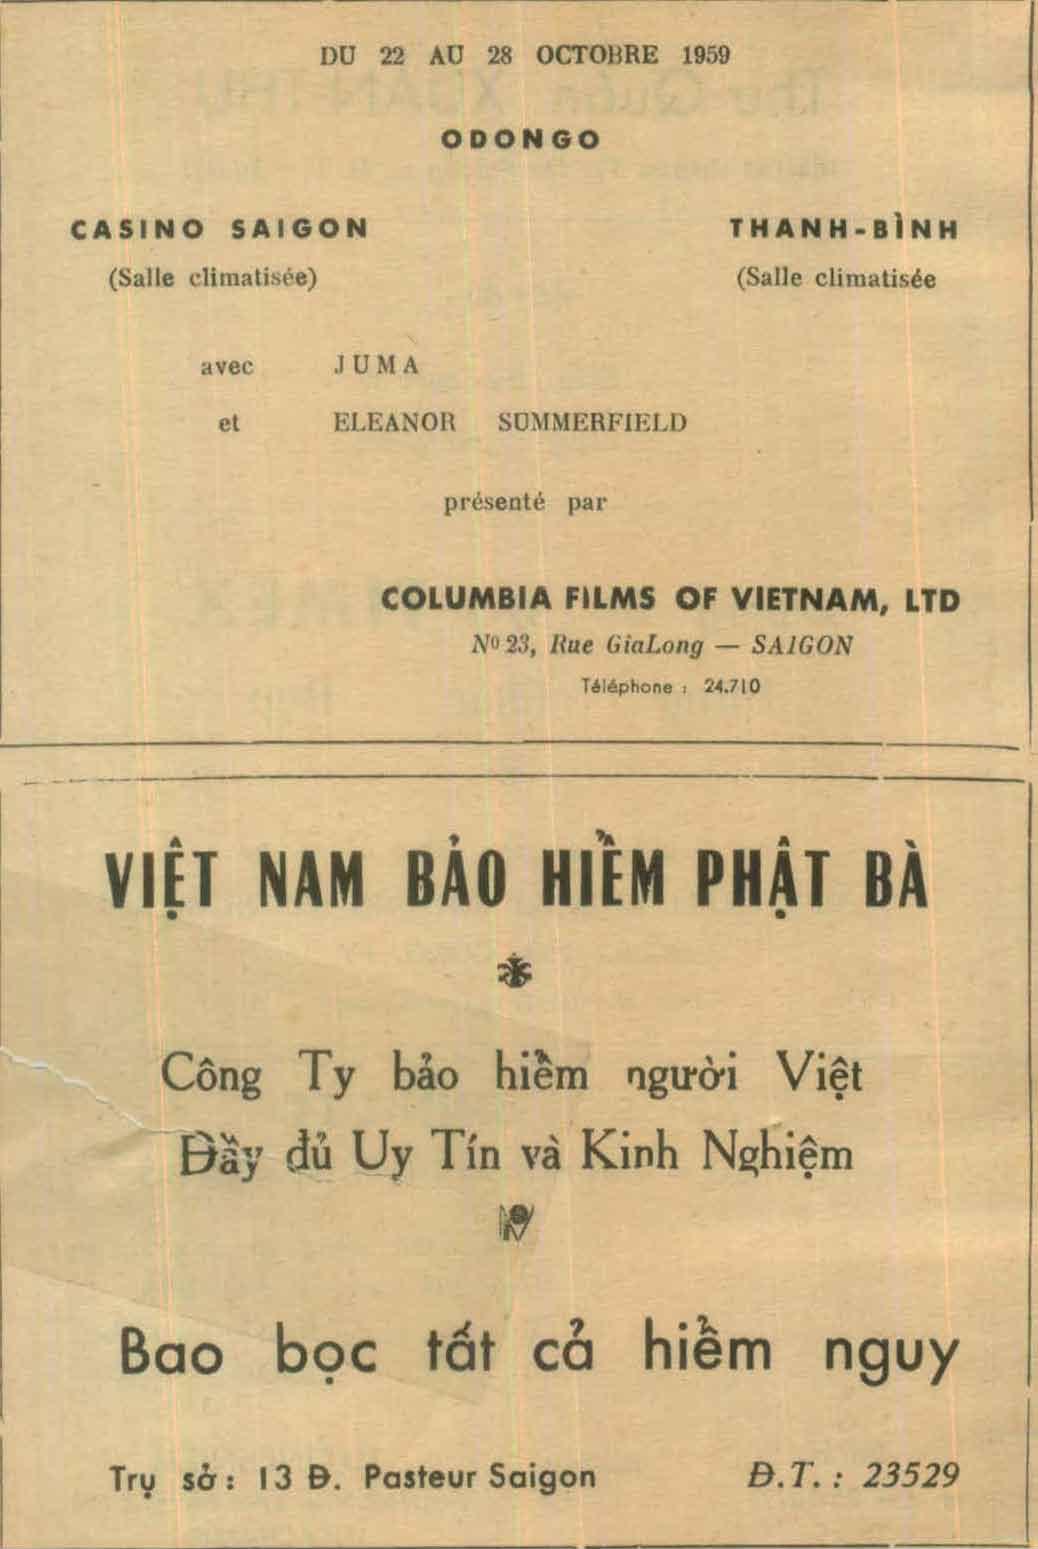 DU 22 AU 28 OCTOBRE 1959
ODONGO
CASINO SAIGON THANH-BÌNH
(Salle climatisée) (Salle climatisée
avec JUMA
et ELEANOR SUMMERFIELD
présenté par
COLUMBIA FILMS OF VIETNAM, LTD
Nº 23, Rue GiaLong — SAIGON
Téléphone : 24.710
VIỆT NAM BẢO HIỂM PHẬT BÀ
Công Ty bảo hiểm người Việt
Đầy đủ Uy Tín và Kinh Nghiệm
Bao bọc tất cả hiểm nguy
Trụ sở: 13 Đ. Pasteur Saigon Đ.T. : 23529